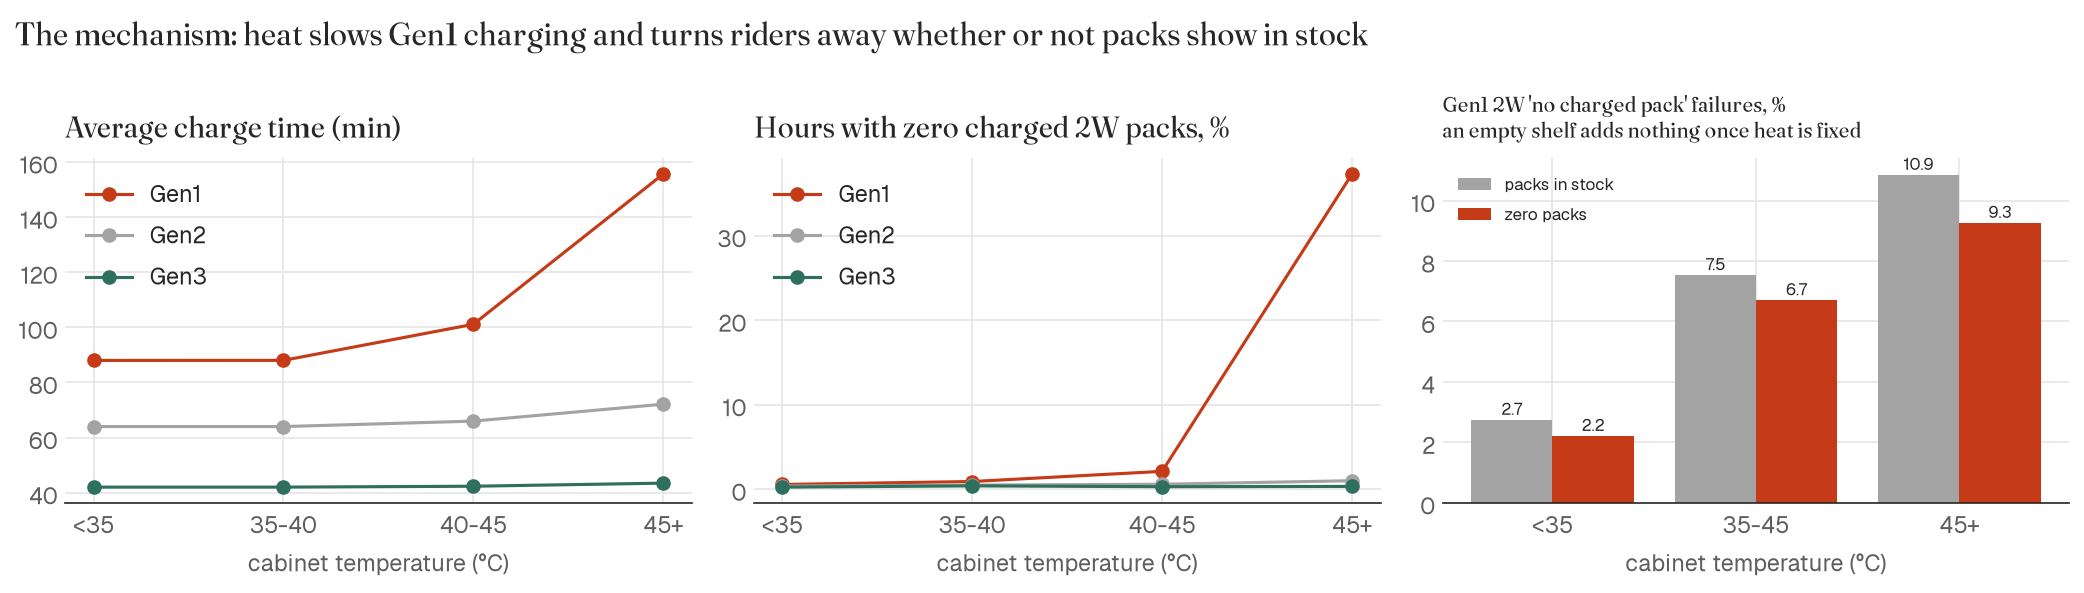 The mechanism: heat slows Gen1 charging and turns riders away whether or not packs show in stock
Average charge time (min)
160
140
120
100
80
60
40
Gen1
Gen2
Gen3
<35
35-40
40-45
45+
cabinet temperature (°C)
Hours with zero charged 2W packs, %
30
20
10
0
Gen1
Gen2
Gen3
<35
35-40
40-45
45+
cabinet temperature (°C)
Gen1 2W 'no charged pack' failures, %
an empty shelf adds nothing once heat is fixed
10
8
6
4
2
0
packs in stock
zero packs
2.7
2.2
7.5
6.7
10.9
9.3
<35
35-45
45+
cabinet temperature (°C)